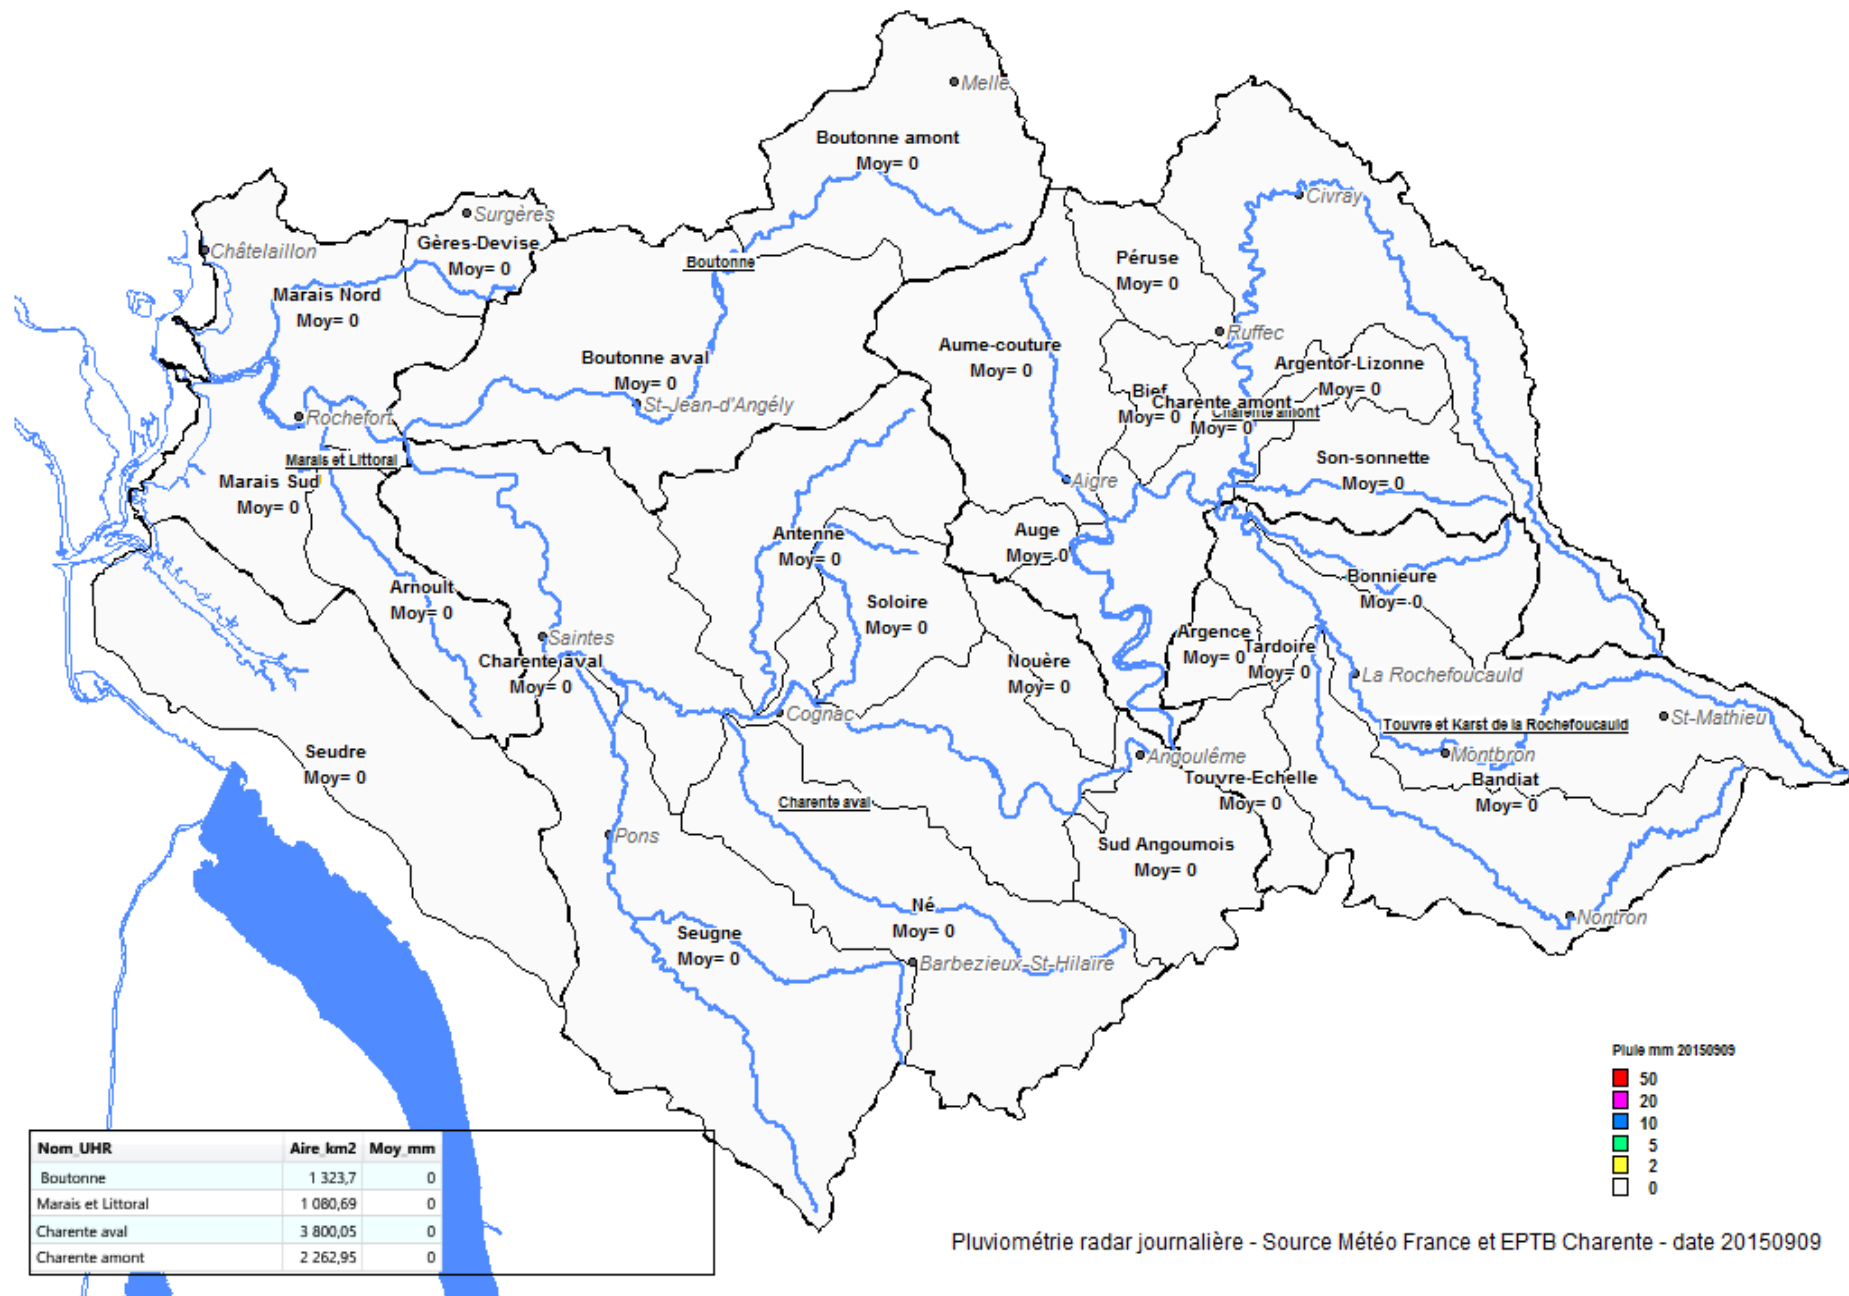 Melle
Boutonne amont
Moy= 0
Civray
Surgères
Châtelaillon
Gères-Devise
Moy= 0
Boutonne
Péruse
Moy= 0
Marais Nord
Moy= 0
Ruffec
Aume-couture
Moy= 0
Boutonne aval
Moy= 0
Argentor-Lizonne
Moy= 0
Bief
Moy= 0
Charente amont
Moy= 0
Charente amont
St-Jean-d'Angély
Rochefort
Marais et Littoral
Marais Sud
Moy= 0
Son-sonnette
Moy= 0
Aigre
Antenne
Moy= 0
Auge
Moy= 0
Arnoult
Moy= 0
Bonnieure
Moy= 0
Soloire
Moy= 0
Saintes
Charente aval
Moy= 0
Argence
Moy= 0
Tardoire
Moy= 0
Nouère
Moy= 0
La Rochefoucauld
Cognac
St-Mathieu
Touvre et Karst de la Rochefoucauld
Seudre
Moy= 0
Angoulême
Montbron
Touvre-Echelle
Moy= 0
Bandiat
Moy= 0
Charente aval
Pons
Sud Angoumois
Moy= 0
Né
Moy= 0
Nontron
Seugne
Moy= 0
Barbezieux-St-Hilaire
Pluie mm 20150909
50
20
10
5
2
0
Nom_UHR Aire_km2 Moy_mm
Boutonne 1 323,7 0
Marais et Littoral 1 080,69 0
Charente aval 3 800,05 0
Charente amont 2 262,95 0
Pluviométrie radar journalière - Source Météo France et EPTB Charente - date 20150909